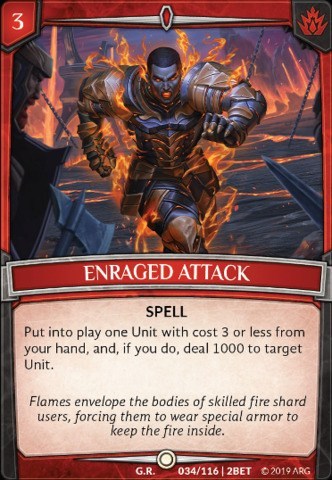 3
ENRAGED ATTACK
SPELL
Put into play one Unit with cost 3 or less from
your hand, and, if you do, deal 1000 to target
Unit.
Flames envelope the bodies of skilled fire shard
users, forcing them to wear special armor to
keep the fire inside.
G.R. 034/116 | 2BET © 2019 ARG